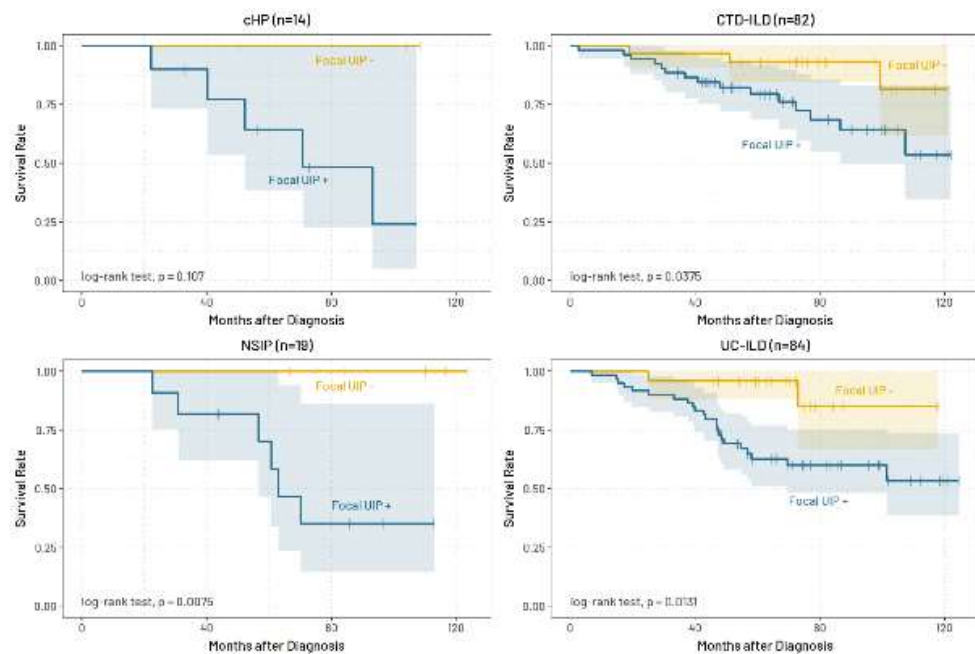 cHP (n=14)
1.00
0.75
0.50
0.25
0.00
Survival Rate
Focal UIP -
Focal UIP +
log-rank test, p = 0.107
0
40
80
120
Months after Diagnosis
CTD-ILD (n=82)
1.00
0.75
0.50
0.25
0.00
Survival Rate
Focal UIP -
Focal UIP +
log-rank test, p = 0.0375
0
40
80
120
Months after Diagnosis
NSIP (n=19)
1.00
0.75
0.50
0.25
0.00
Survival Rate
Focal UIP -
Focal UIP +
log-rank test, p = 0.0075
0
40
80
120
Months after Diagnosis
UC-ILD (n=84)
1.00
0.75
0.50
0.25
0.00
Survival Rate
Focal UIP -
Focal UIP +
log-rank test, p = 0.0131
0
40
80
120
Months after Diagnosis